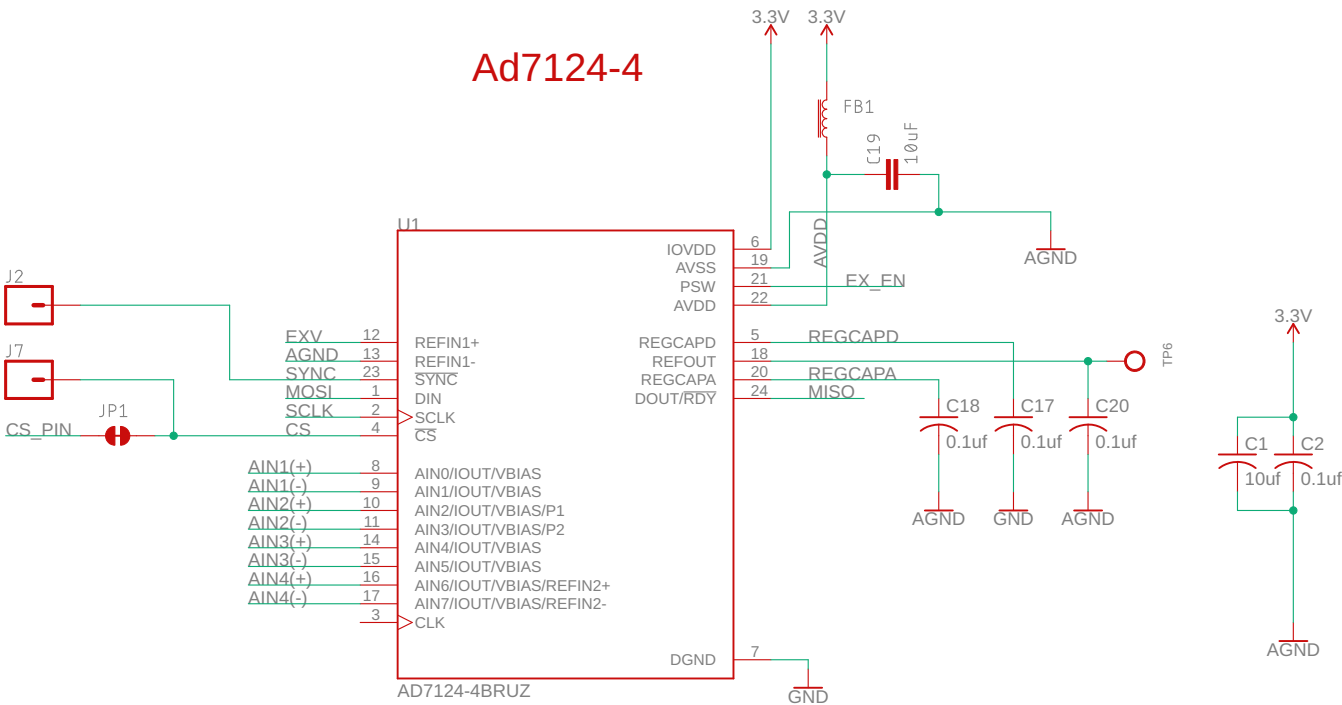 3.3V 3.3V
Ad7124-4
FB1
C19
10uF
U1
AVDD
AGND
J2
J7
JP1
CS_PIN
IOVDD 6
AVSS 19
PSW 21 EX_EN
AVDD 22
EXV 12 REFIN1+
AGND 13 REFIN1-
SYNC 23 SYNC
MOSI 1 DIN
SCLK 2 SCLK
CS 4 CS
REGCAPD 5 REGCAPD
REFOUT 18
REGCAPA 20 REGCAPA
DOUT/RDY 24 MISO
TP6
C18 0.1uf
C17 0.1uf
C20 0.1uf
AGND GND AGND
3.3V
C1 10uf
C2 0.1uf
AGND
AIN1(+) 8 AIN0/IOUT/VBIAS
AIN1(-) 9 AIN1/IOUT/VBIAS
AIN2(+) 10 AIN2/IOUT/VBIAS/P1
AIN2(-) 11 AIN3/IOUT/VBIAS/P2
AIN3(+) 14 AIN4/IOUT/VBIAS
AIN3(-) 15 AIN5/IOUT/VBIAS
AIN4(+) 16 AIN6/IOUT/VBIAS/REFIN2+
AIN4(-) 17 AIN7/IOUT/VBIAS/REFIN2-
3 CLK
DGND 7
GND
AD7124-4BRUZ